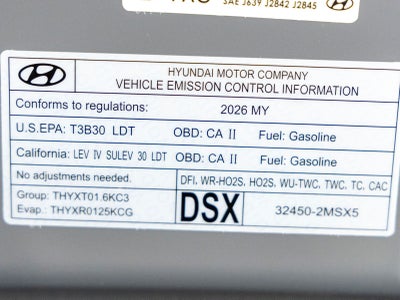 SAE J639 J2842 J2845
HYUNDAI MOTOR COMPANY
VEHICLE EMISSION CONTROL INFORMATION
Conforms to regulations: 2026 MY
U.S.EPA: T3B30 LDT OBD: CA II Fuel: Gasoline
California: LEV IV SULEV 30 LDT OBD: CA II Fuel: Gasoline
No adjustments needed. DFI, WR-HO2S, HO2S, WU-TWC, TWC, TC, CAC
Group: THYXT01.6KC3
Evap.: THYXR0125KCG
DSX
32450-2MSX5